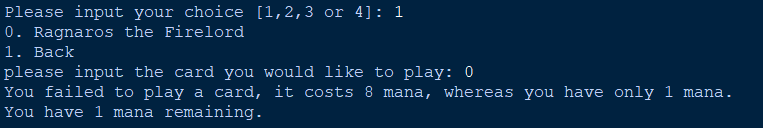 Please input your choice [1,2,3 or 4]: 1
0. Ragnaros the Firelord
1. Back
please input the card you would like to play: 0
You failed to play a card, it costs 8 mana, whereas you have only 1 mana.
You have 1 mana remaining.